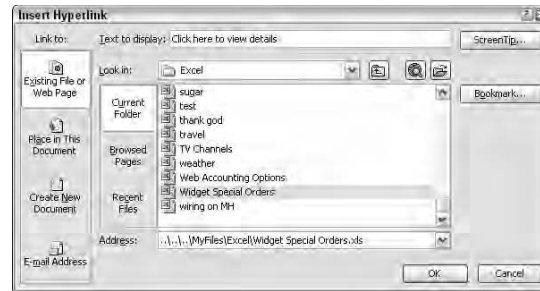 Insert Hyperlink
Link to:
Text to display: Click here to view details
ScreenTip...
Existing File or
Web Page
Look in: Excel
Bookmark...
Current
Folder
sugar
test
thank god
travel
Place in This
Document
Browsed
Pages
TV Channels
weather
Web Accounting Options
Create New
Document
Recent
Files
Widget Special Orders
wiring on MH
E-mail Address
Address: ..\..\..\MyFiles\Excel\Widget Special Orders.xls
OK
Cancel